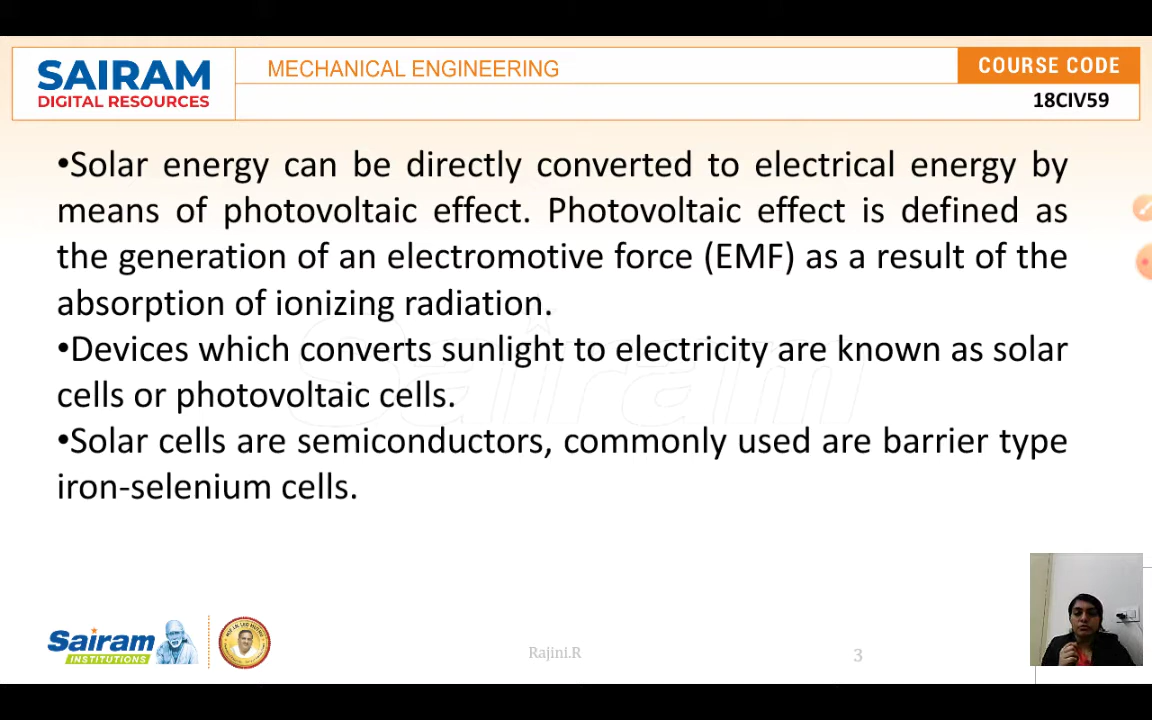 SAIRAM
DIGITAL RESOURCES
MECHANICAL ENGINEERING
COURSE CODE
18CIV59
•Solar energy can be directly converted to electrical energy by
means of photovoltaic effect. Photovoltaic effect is defined as
the generation of an electromotive force (EMF) as a result of the
absorption of ionizing radiation.
•Devices which converts sunlight to electricity are known as solar
cells or photovoltaic cells.
•Solar cells are semiconductors, commonly used are barrier type
iron-selenium cells.
Sairam
Sairam
INSTITUTIONS
Rajini.R
3